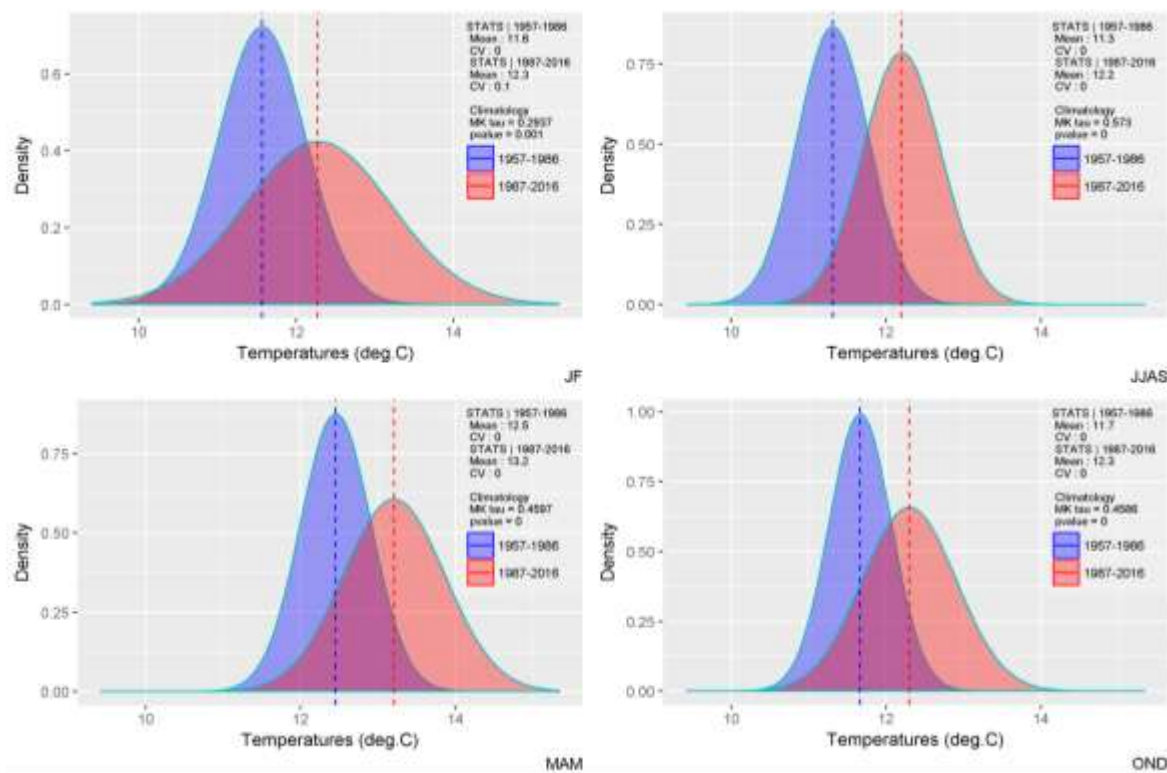 STATS | 1957-1986
Mean : 11.6
CV : 0
STATS | 1987-2016
Mean : 12.3
CV : 0.1
Climatology
MK tau = 0.2937
pvalue = 0.001
1957-1986
1987-2016
Density
0.6
0.4
0.2
0.0
10 12 14
Temperatures (deg.C)
JF
STATS | 1957-1986
Mean : 11.3
CV : 0
STATS | 1987-2016
Mean : 12.2
CV : 0
Climatology
MK tau = 0.573
pvalue = 0
1957-1986
1987-2016
Density
0.75
0.50
0.25
0.00
10 12 14
Temperatures (deg.C)
JJAS
STATS | 1957-1986
Mean : 12.5
CV : 0
STATS | 1987-2016
Mean : 13.2
CV : 0
Climatology
MK tau = 0.4597
pvalue = 0
1957-1986
1987-2016
Density
0.75
0.50
0.25
0.00
10 12 14
Temperatures (deg.C)
MAM
STATS | 1957-1986
Mean : 11.7
CV : 0
STATS | 1987-2016
Mean : 12.3
CV : 0
Climatology
MK tau = 0.4586
pvalue = 0
1957-1986
1987-2016
Density
1.00
0.75
0.50
0.25
0.00
10 12 14
Temperatures (deg.C)
OND